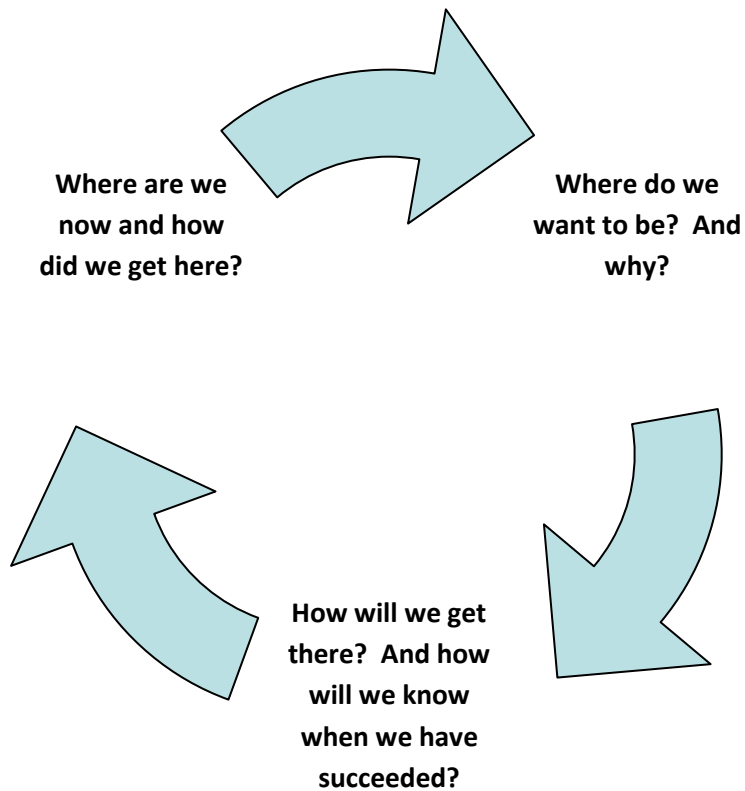 Where are we
now and how
did we get here?
Where do we
want to be?  And
why?
How will we get
there?  And how
will we know
when we have
succeeded?